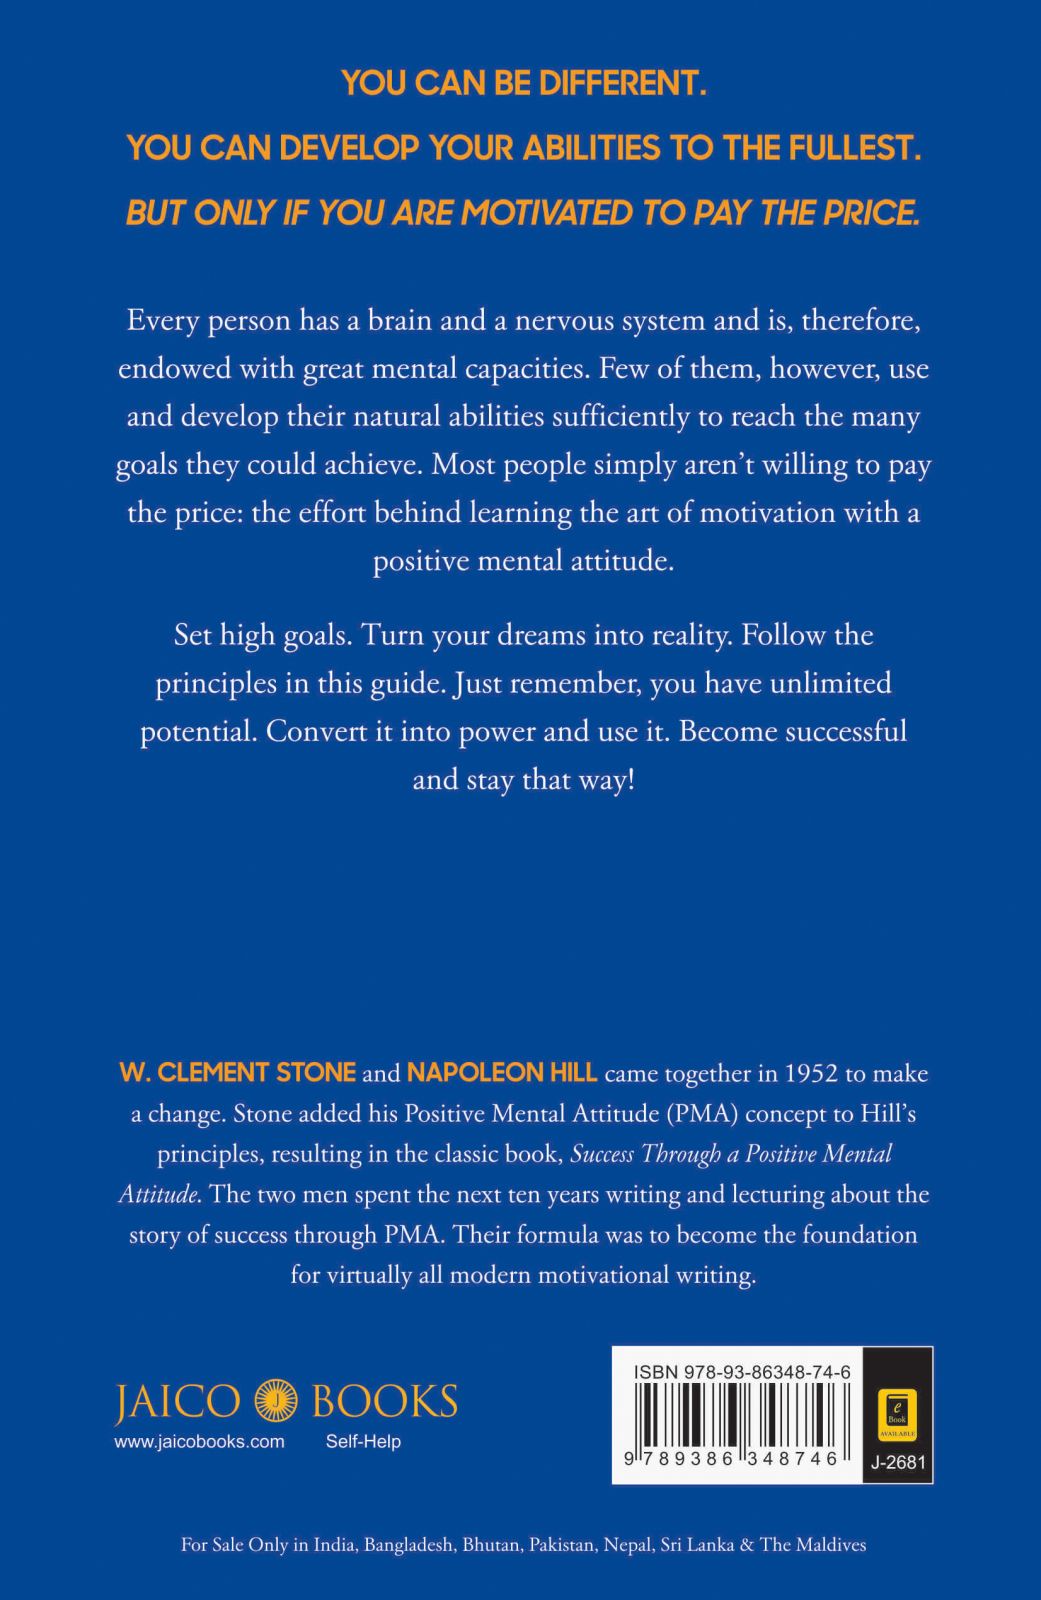 YOU CAN BE DIFFERENT.
YOU CAN DEVELOP YOUR ABILITIES TO THE FULLEST.
BUT ONLY IF YOU ARE MOTIVATED TO PAY THE PRICE.
Every person has a brain and a nervous system and is, therefore,
endowed with great mental capacities. Few of them, however, use
and develop their natural abilities sufficiently to reach the many
goals they could achieve. Most people simply aren’t willing to pay
the price: the effort behind learning the art of motivation with a
positive mental attitude.
Set high goals. Turn your dreams into reality. Follow the
principles in this guide. Just remember, you have unlimited
potential. Convert it into power and use it. Become successful
and stay that way!
W. CLEMENT STONE and NAPOLEON HILL came together in 1952 to make
a change. Stone added his Positive Mental Attitude (PMA) concept to Hill’s
principles, resulting in the classic book, Success Through a Positive Mental
Attitude. The two men spent the next ten years writing and lecturing about the
story of success through PMA. Their formula was to become the foundation
for virtually all modern motivational writing.
JAICO J BOOKS
www.jaicobooks.com Self-Help
ISBN 978-93-86348-74-6
9 789386 348746
e
Book
AVAILABLE
J-2681
For Sale Only in India, Bangladesh, Bhutan, Pakistan, Nepal, Sri Lanka & The Maldives